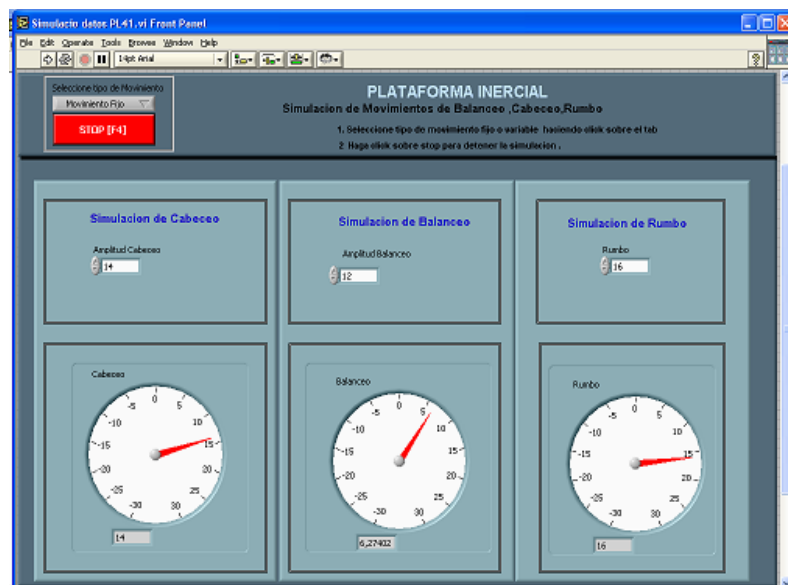 Simulacio datos PL41.vi Front Panel
File Edit Operate Tools Browse Window Help
14pt Arial
Seleccione tipo de Movimiento
Movimiento Fijo
STOP [F4]
PLATAFORMA INERCIAL
Simulacion de Movimientos de Balanceo ,Cabeceo,Rumbo
1. Seleccione tipo de movimiento fijo o variable haciendo click sobre el tab
2 Haga click sobre stop para detener la simulacion .
Simulacion de Cabeceo
Amplitud Cabeceo
14
Simulacion de Balanceo
Amplitud Balanceo
12
Simulacion de Rumbo
Rumbo
16
Cabeceo
-30 -25 -20 -15 -10 -5 0 5 10 15 20 25 30
14
Balanceo
-30 -25 -20 -15 -10 -5 0 5 10 15 20 25 30
6,27402
Rumbo
-30 -25 -20 -15 -10 -5 0 5 10 15 20 25 30
16